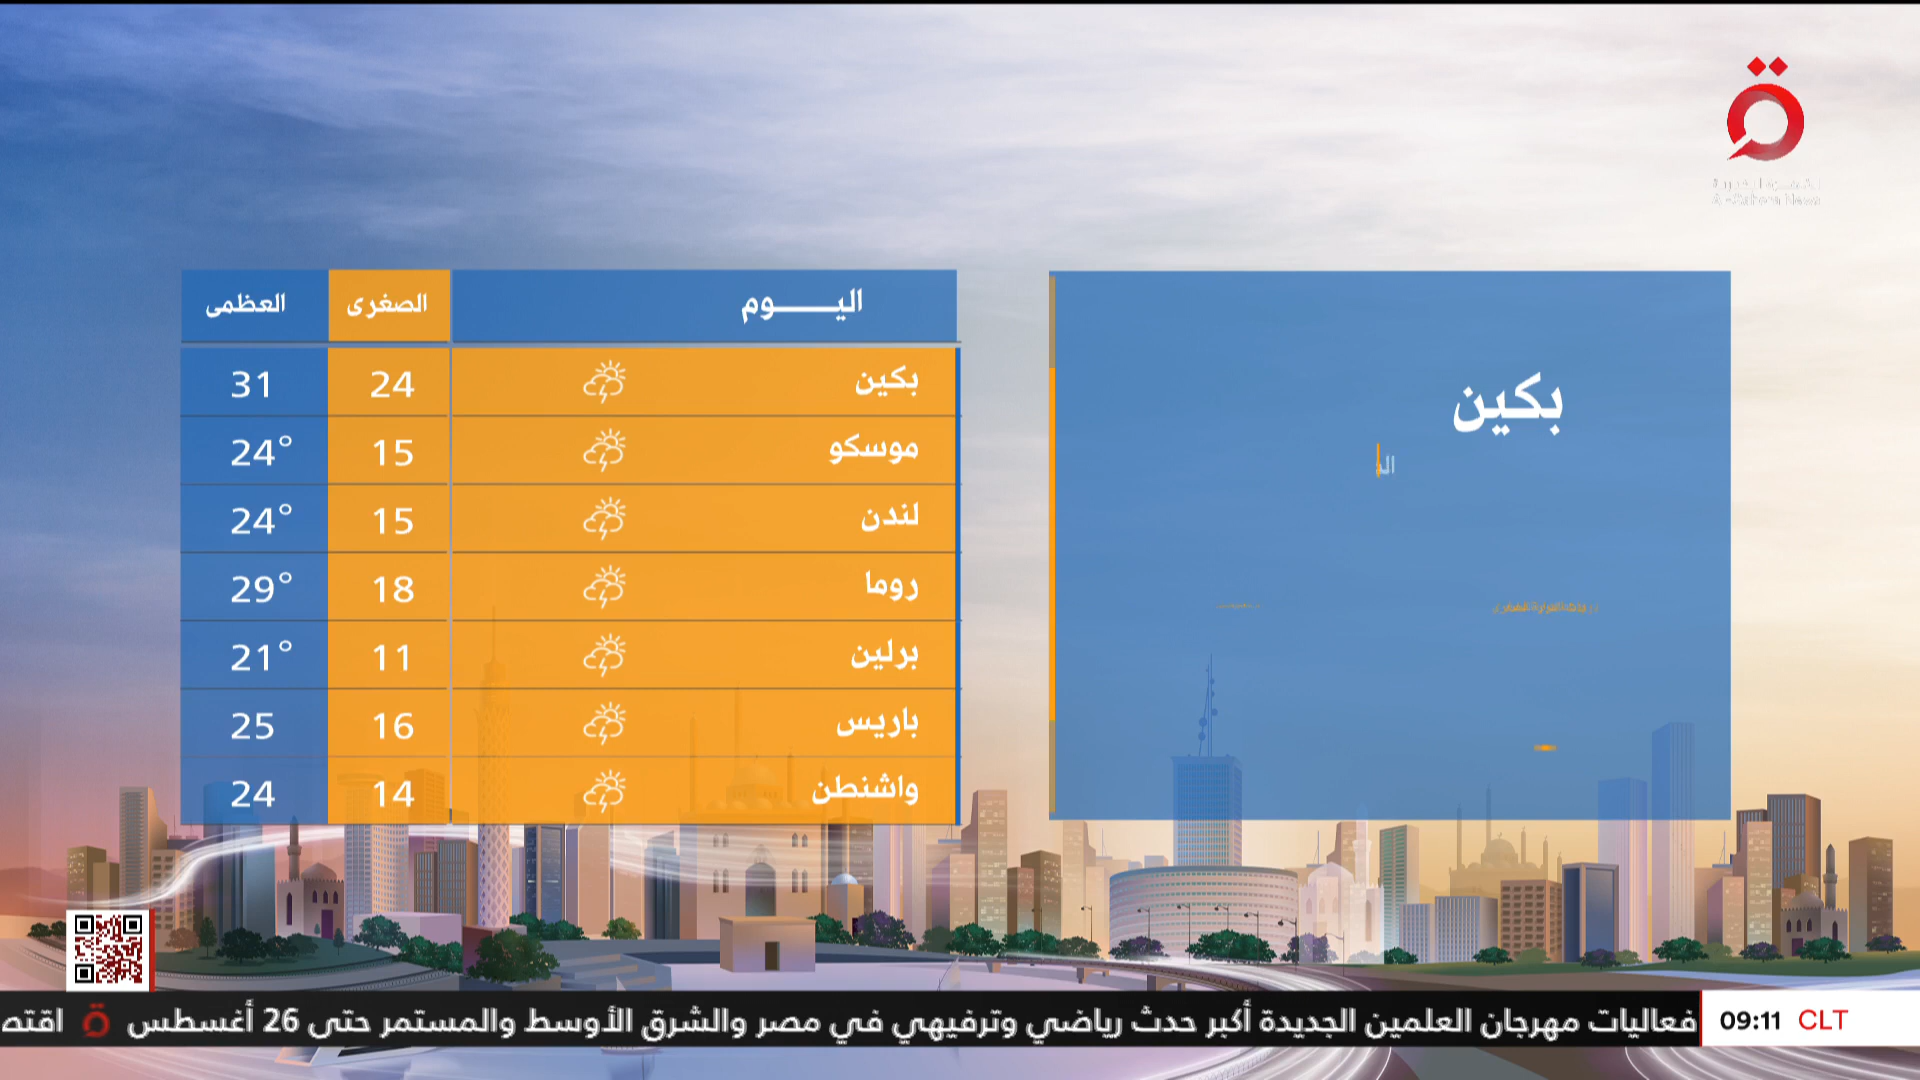 اليـــــــوم الصغرى العظمى
بكين 24 31
موسكو 15 24°
لندن 15 24°
روما 18 29°
برلين 11 21°
باريس 16 25
واشنطن 14 24
بكين
فعاليات مهرجان العلمين الجديدة أكبر حدث رياضي وترفيهي في مصر والشرق الأوسط والمستمر حتى 26 أغسطس
09:11 CLT